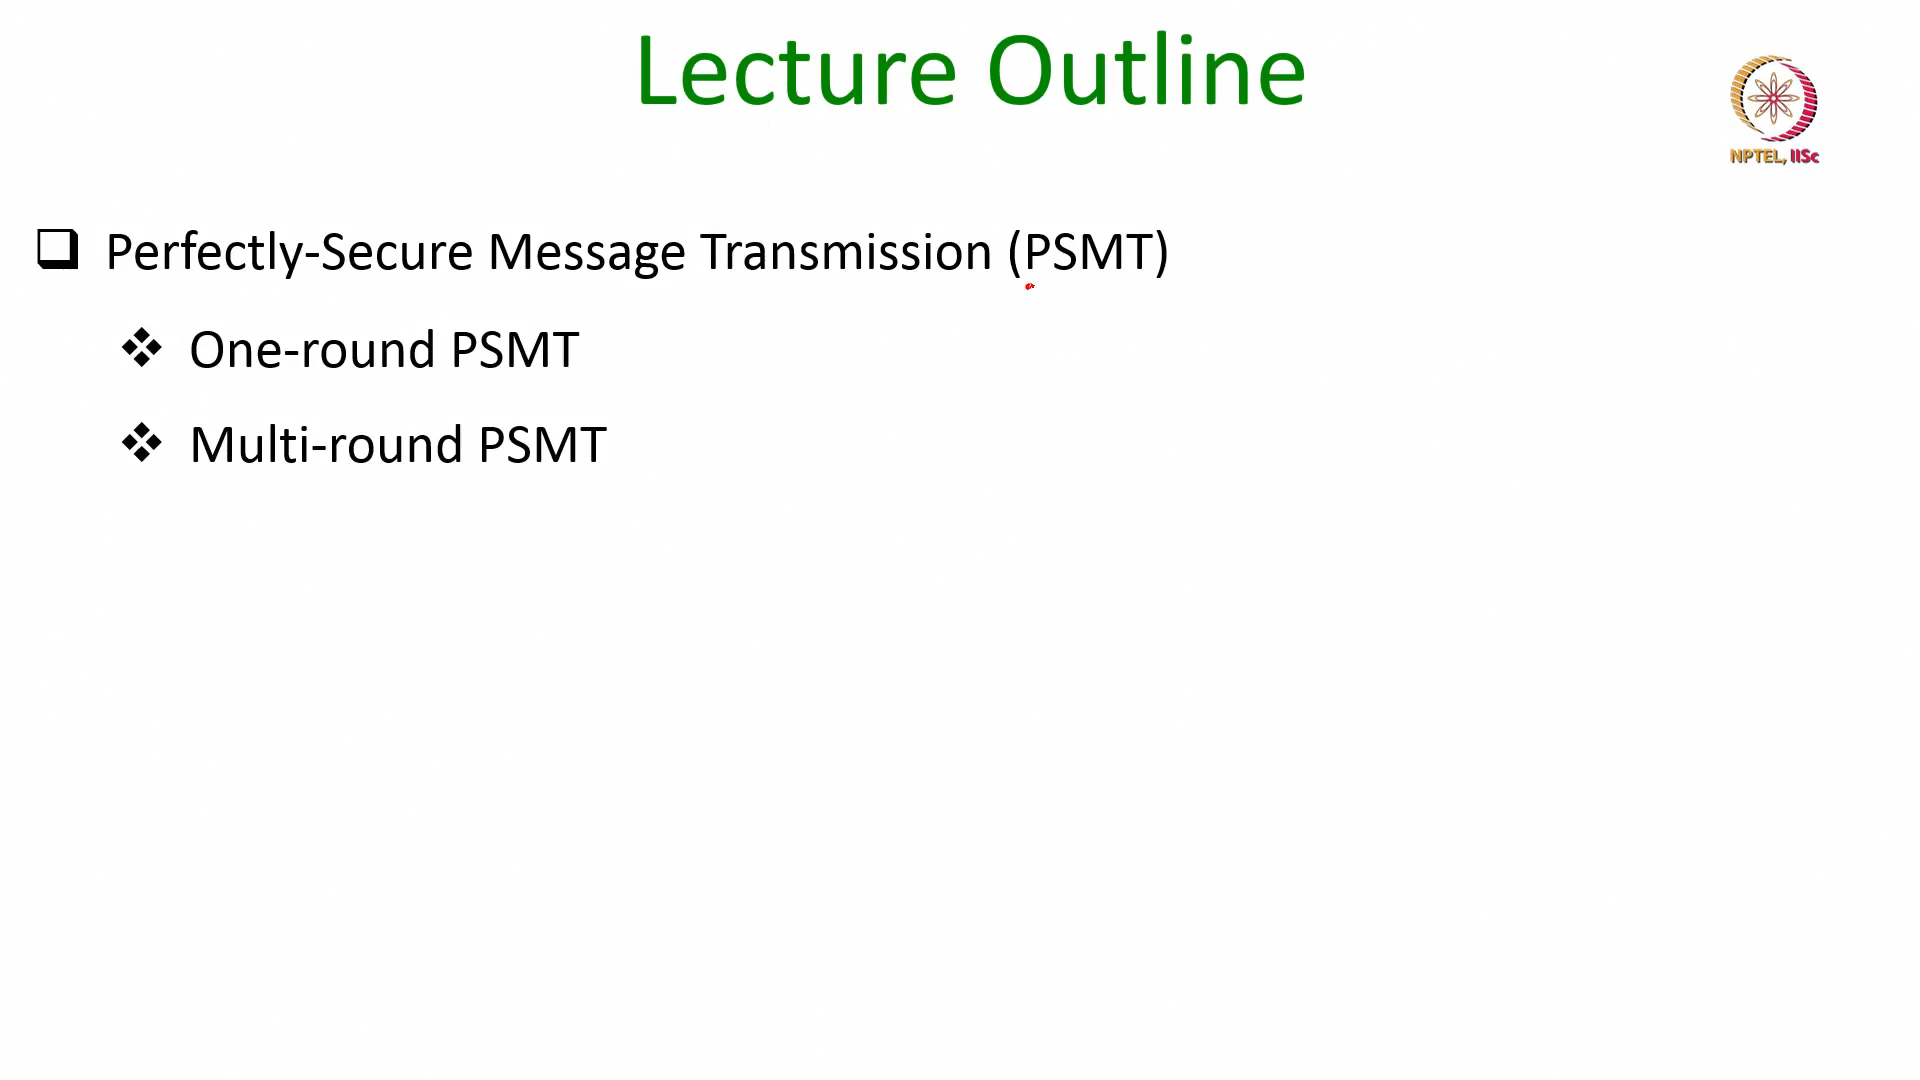 Lecture Outline
NPTEL, IISc
Perfectly-Secure Message Transmission (PSMT)
One-round PSMT
Multi-round PSMT